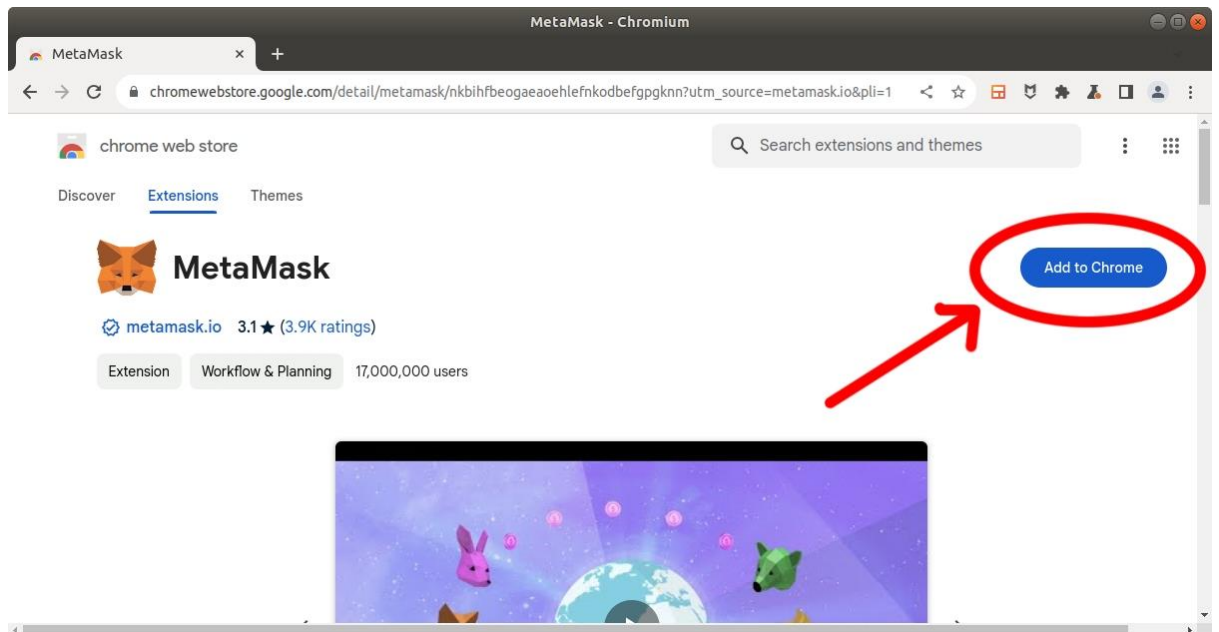 MetaMask - Chromium
MetaMask × +
chromewebstore.google.com/detail/metamask/nkbihfbeogaeaoehlefnkodbefgpgknn?utm_source=metamask.io&pli=1
chrome web store
Search extensions and themes
Discover Extensions Themes
MetaMask
Add to Chrome
metamask.io 3.1★ (3.9K ratings)
Extension Workflow & Planning 17,000,000 users